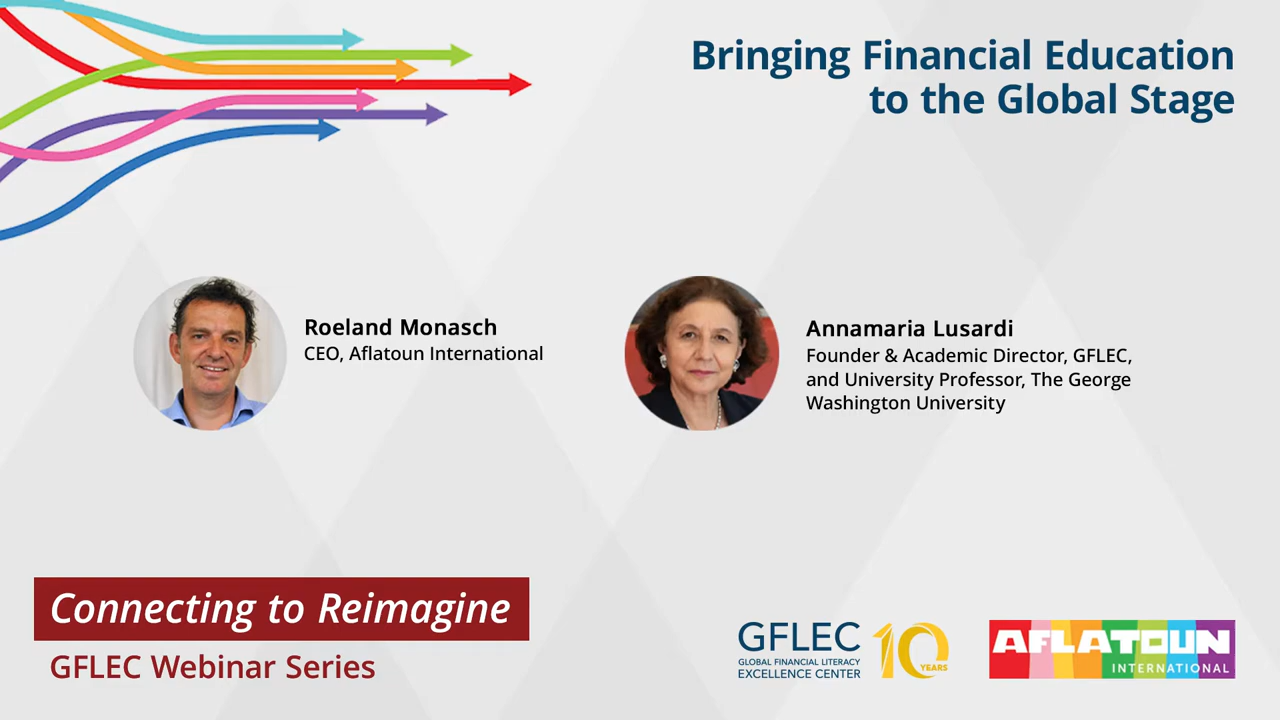 Bringing Financial Education
to the Global Stage
Roeland Monasch
CEO, Aflatoun International
Annamaria Lusardi
Founder & Academic Director, GFLEC,
and University Professor, The George
Washington University
Connecting to Reimagine
GFLEC Webinar Series
GFLEC
GLOBAL FINANCIAL LITERACY
EXCELLENCE CENTER
10
YEARS
AFLATOUN
INTERNATIONAL